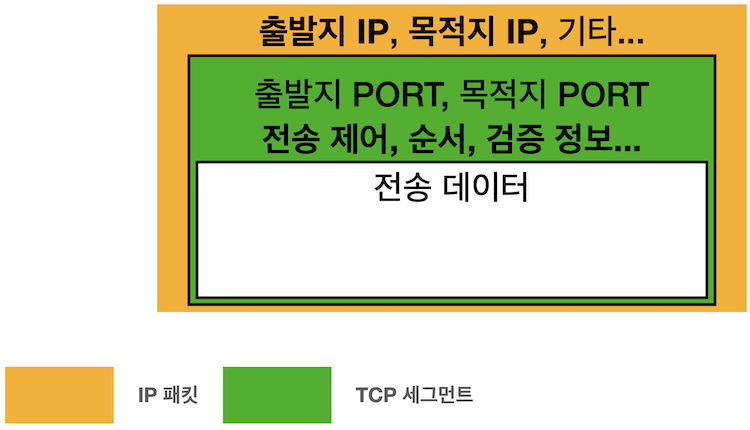 출발지 IP, 목적지 IP, 기타...
출발지 PORT, 목적지 PORT
전송 제어, 순서, 검증 정보...
전송 데이터
IP 패킷
TCP 세그먼트